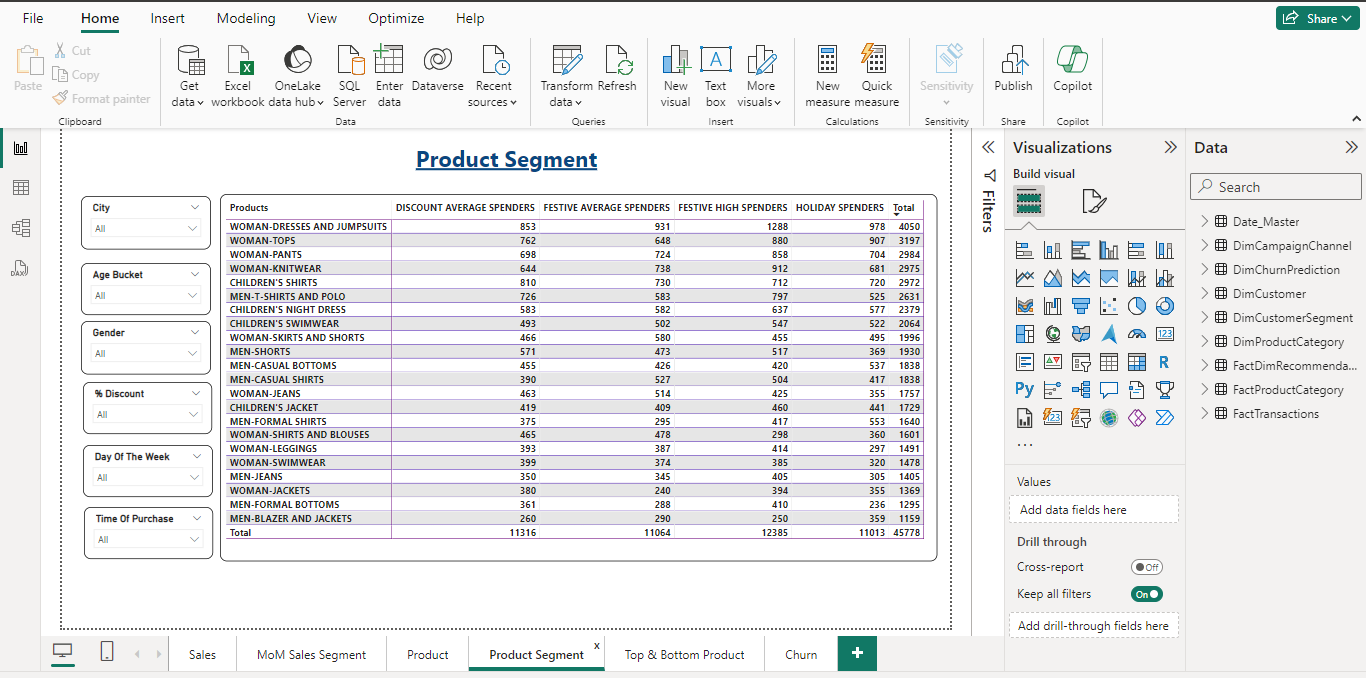 File Home Insert Modeling View Optimize Help Share
Paste
Cut
Copy
Format painter
Clipboard
Get data
Excel workbook
OneLake data hub
SQL Server
Enter data
Dataverse
Recent sources
Data
Transform data
Refresh
Queries
New visual
Text box
More visuals
Insert
New measure
Quick measure
Calculations
Sensitivity
Sensitivity
Publish
Share
Copilot
Copilot
Product Segment
City
All
Age Bucket
All
Gender
All
% Discount
All
Day Of The Week
All
Time Of Purchase
All
Products DISCOUNT AVERAGE SPENDERS FESTIVE AVERAGE SPENDERS FESTIVE HIGH SPENDERS HOLIDAY SPENDERS Total
WOMAN-DRESSES AND JUMPSUITS 853 931 1288 978 4050
WOMAN-TOPS 762 648 880 907 3197
WOMAN-PANTS 698 724 858 704 2984
WOMAN-KNITWEAR 644 738 912 681 2975
CHILDREN'S SHIRTS 810 730 712 720 2972
MEN-T-SHIRTS AND POLO 726 583 797 525 2631
CHILDREN'S NIGHT DRESS 583 582 637 577 2379
CHILDREN'S SWIMWEAR 493 502 547 522 2064
WOMAN-SKIRTS AND SHORTS 466 580 455 495 1996
MEN-SHORTS 571 473 517 369 1930
MEN-CASUAL BOTTOMS 455 426 420 537 1838
MEN-CASUAL SHIRTS 390 527 504 417 1838
WOMAN-JEANS 463 514 425 355 1757
CHILDREN'S JACKET 419 409 460 441 1729
MEN-FORMAL SHIRTS 375 295 417 553 1640
WOMAN-SHIRTS AND BLOUSES 465 478 298 360 1601
WOMAN-LEGGINGS 393 387 414 297 1491
WOMAN-SWIMWEAR 399 374 385 320 1478
MEN-JEANS 350 345 405 305 1405
WOMAN-JACKETS 380 240 394 355 1369
MEN-FORMAL BOTTOMS 361 288 410 236 1295
MEN-BLAZER AND JACKETS 260 290 250 359 1159
Total 11316 11064 12385 11013 45778
Filters
Visualizations
Build visual
123
R
Py
123
...
Values
Add data fields here
Drill through
Cross-report Off
Keep all filters On
Add drill-through fields here
Data
Search
Date_Master
DimCampaignChannel
DimChurnPrediction
DimCustomer
DimCustomerSegment
DimProductCategory
FactDimRecommenda...
FactProductCategory
FactTransactions
Sales MoM Sales Segment Product Product Segment x Top & Bottom Product Churn +